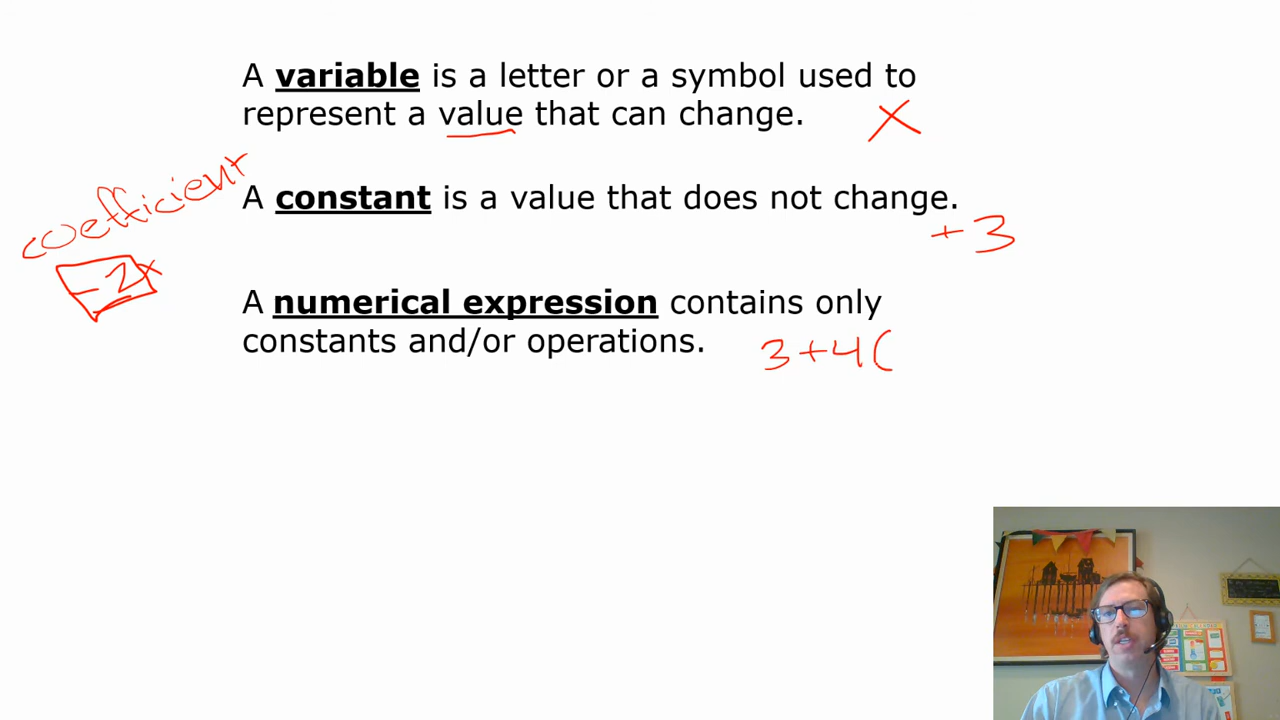 A variable is a letter or a symbol used to
represent a value that can change.
x
coefficient
A constant is a value that does not change.
+3
-2x
A numerical expression contains only
constants and/or operations.
3+4(